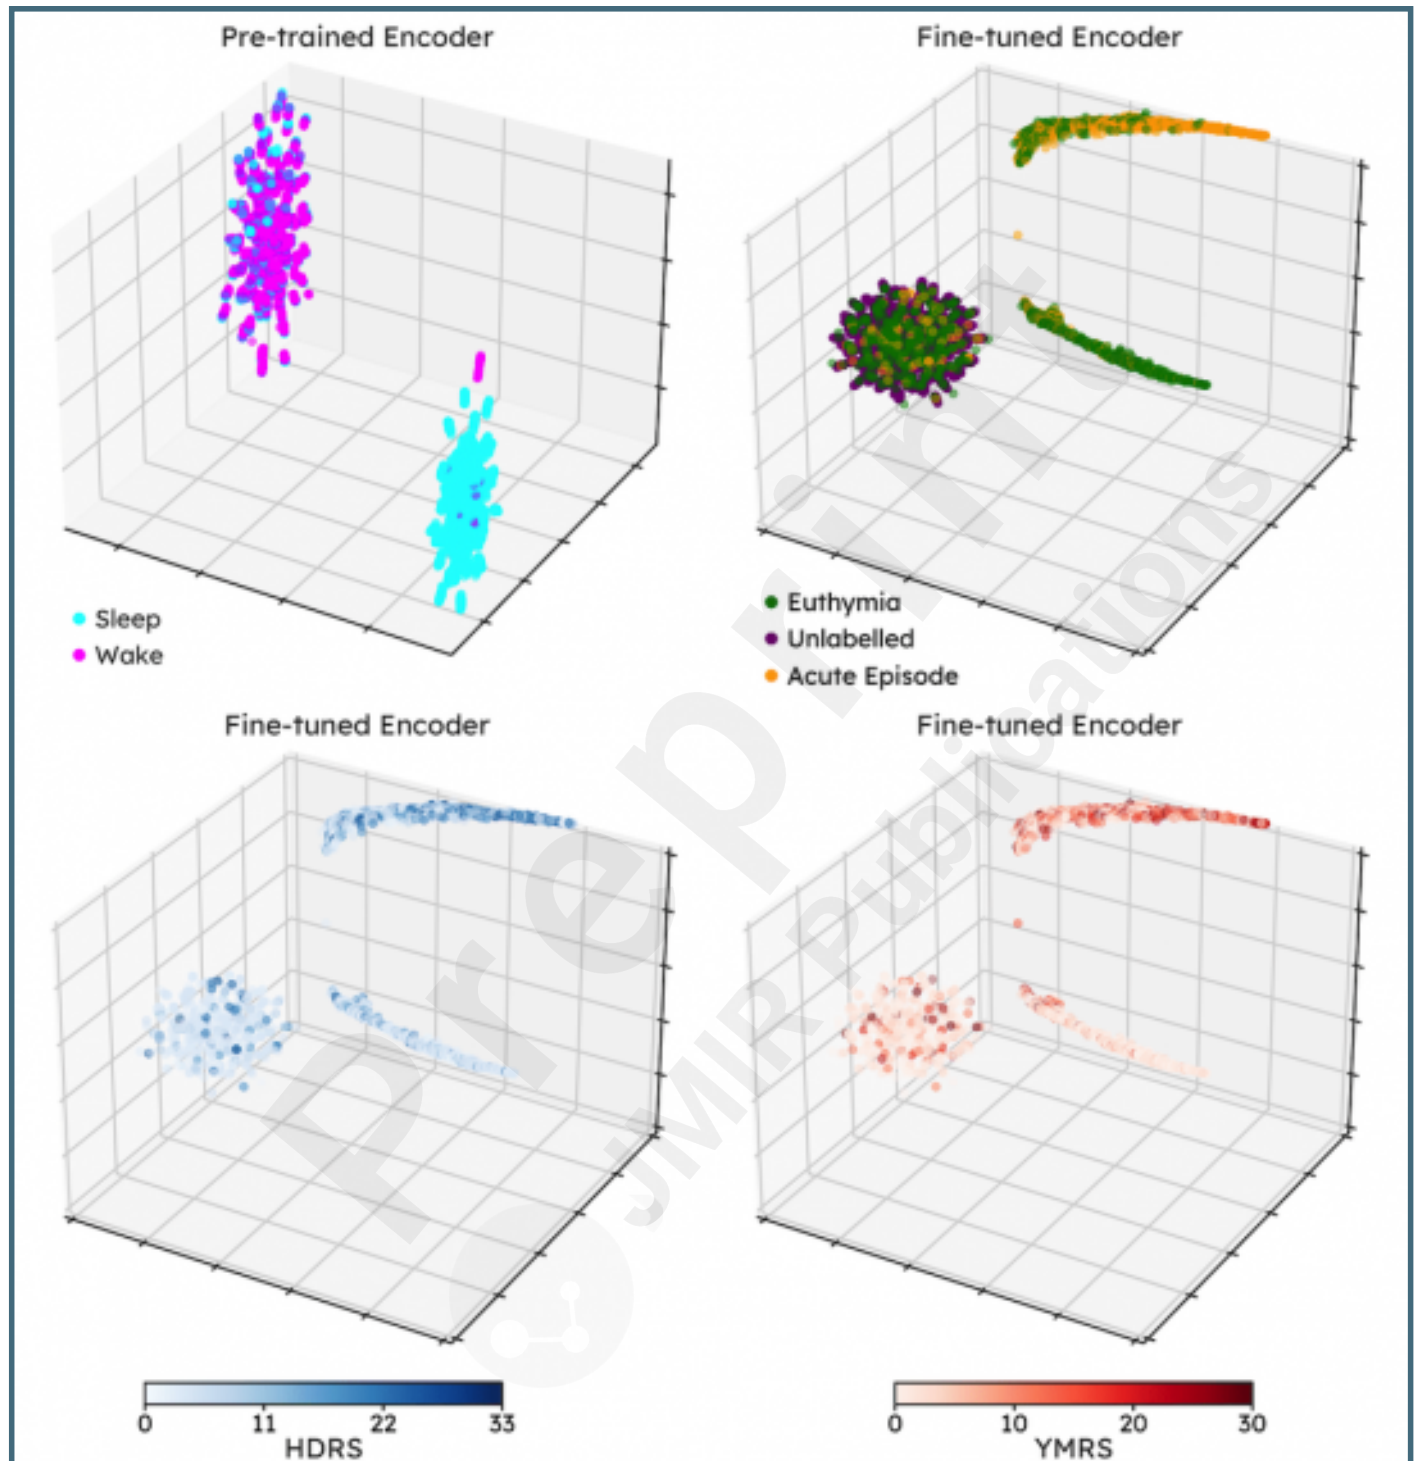 Pre-trained Encoder
Fine-tuned Encoder
Sleep
Wake
Euthymia
Unlabelled
Acute Episode
Fine-tuned Encoder
Fine-tuned Encoder
Preprint
JMIR Publications
0 11 22 33
HDRS
0 10 20 30
YMRS